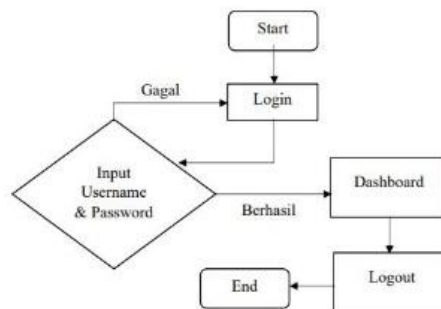 Start
Gagal
Login
Input
Username
& Password
Berhasil
Dashboard
Logout
End